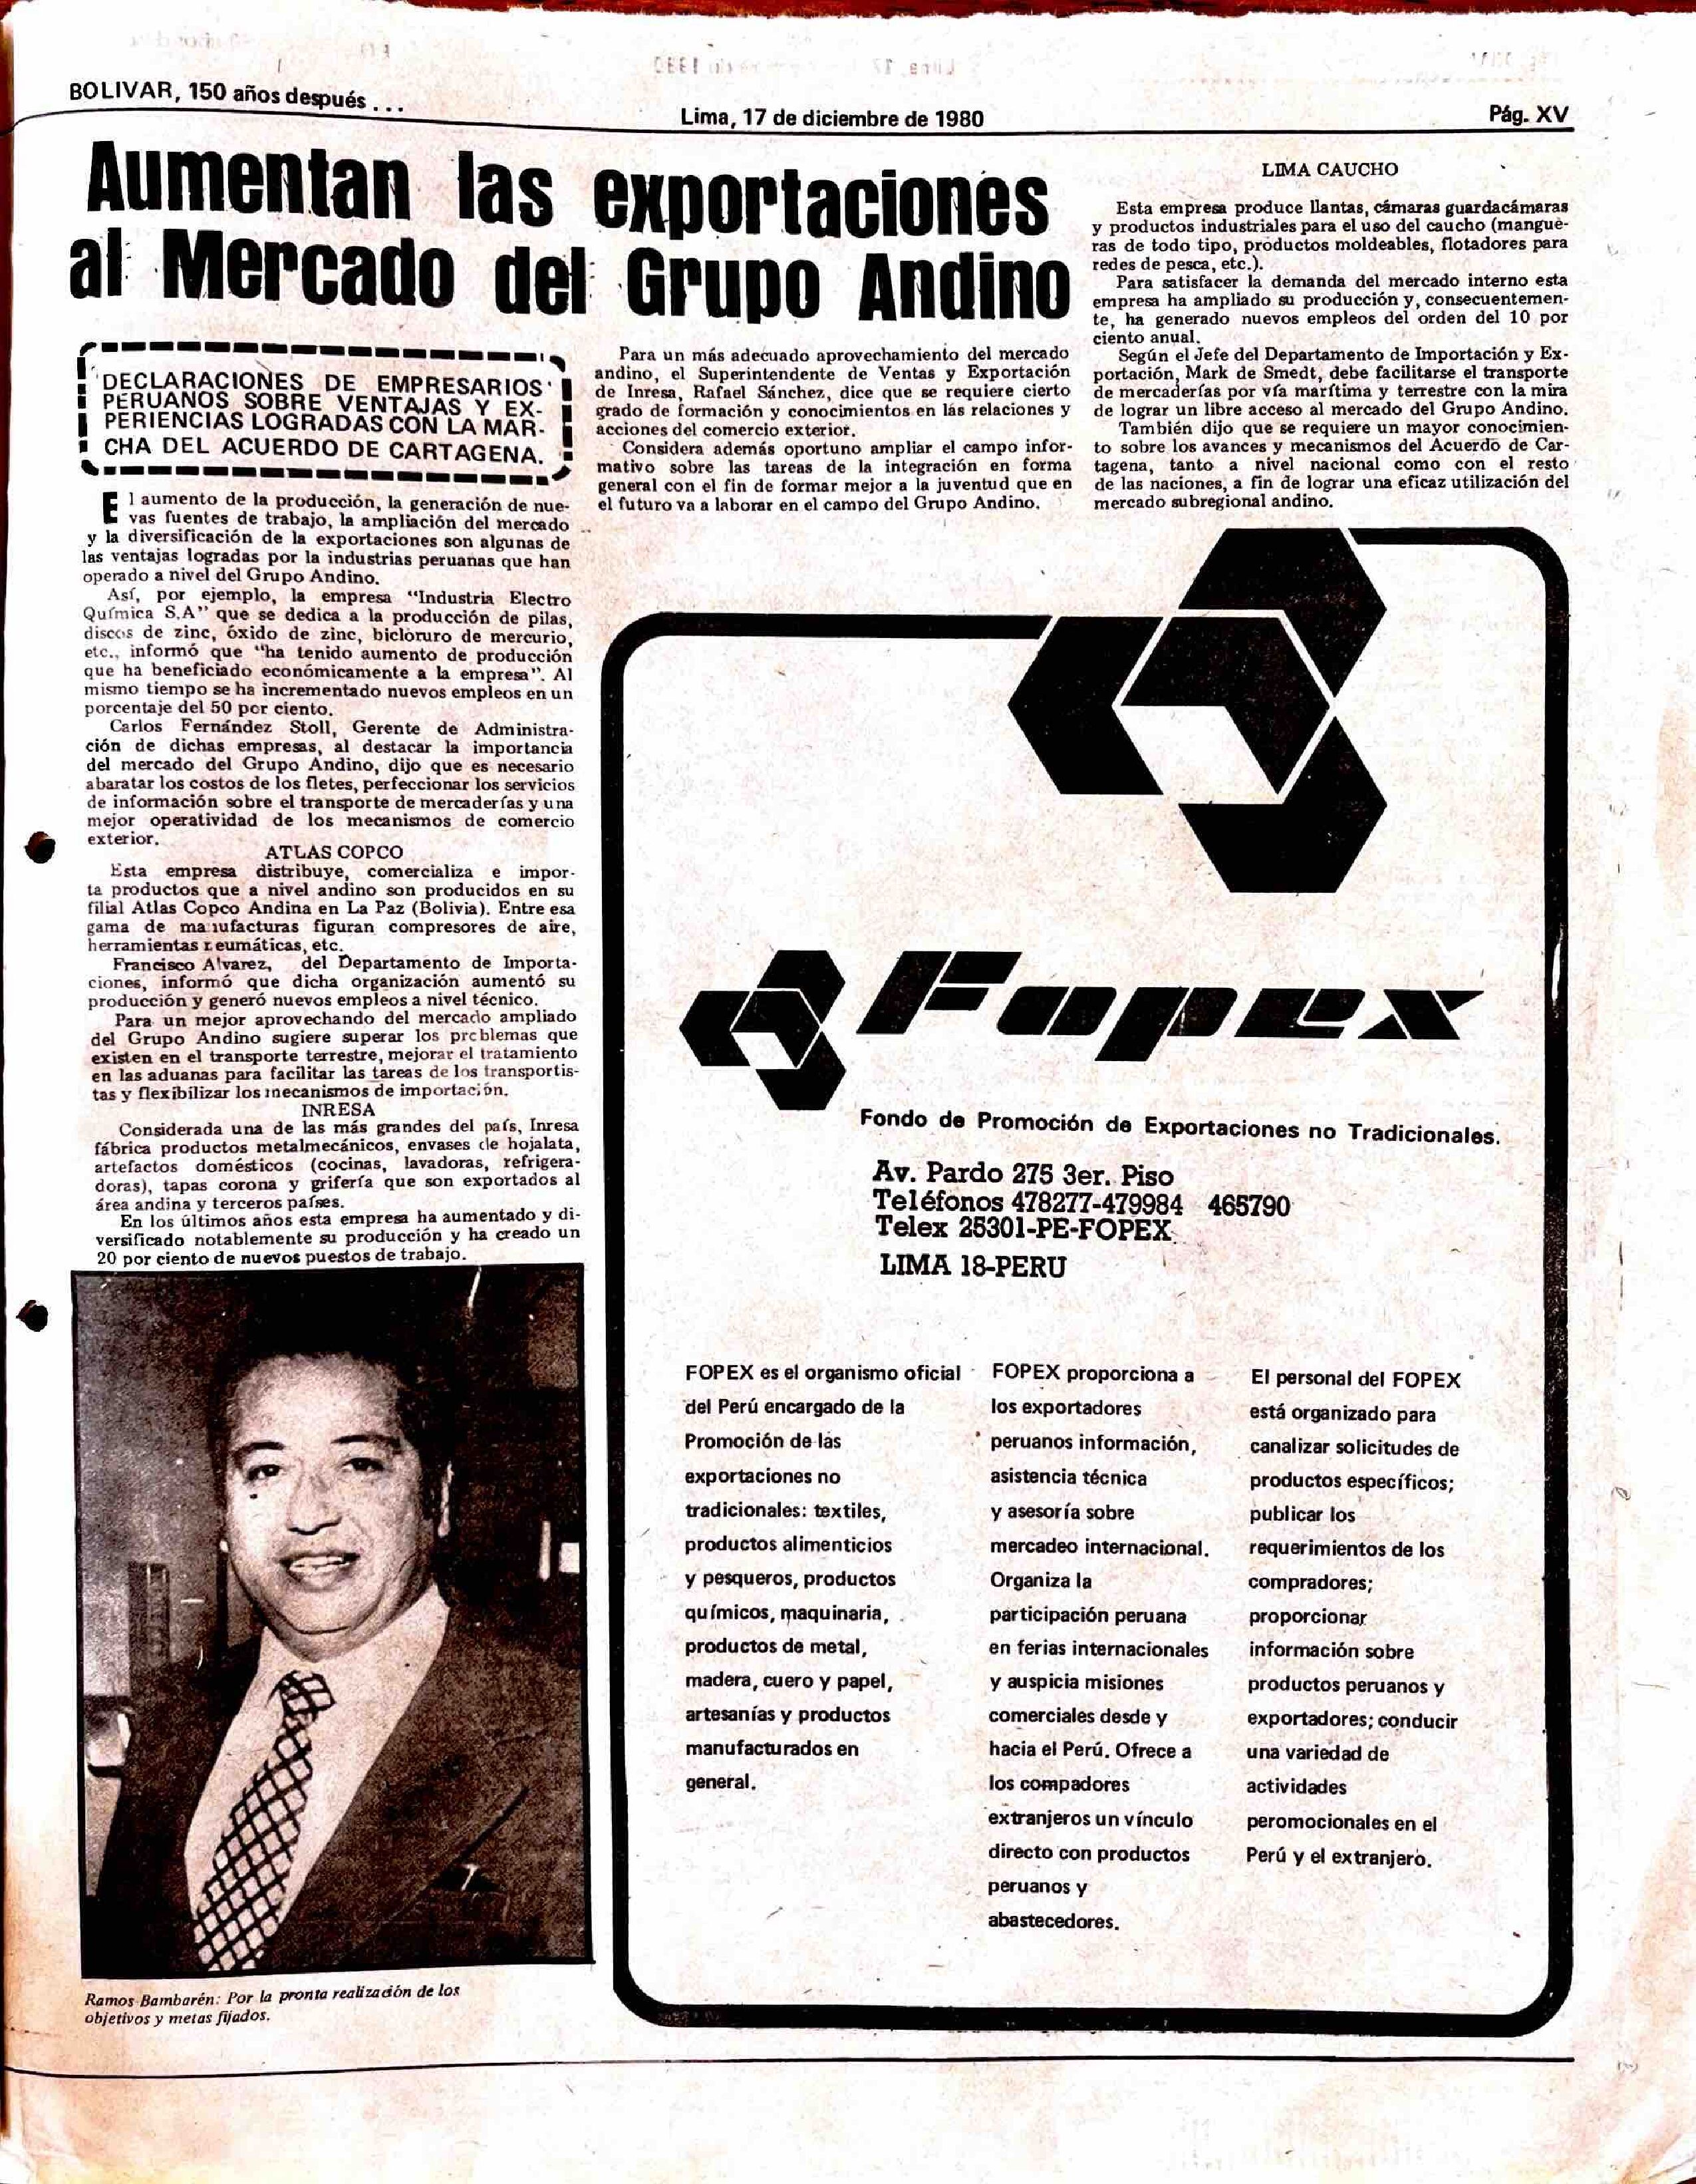 BOLIVAR, 150 años después ...
Lima, 17 de diciembre de 1980
Pág. XV
Aumentan las exportaciones
al Mercado del Grupo Andino
DECLARACIONES DE EMPRESARIOS
PERUANOS SOBRE VENTAJAS Y EX-
PERIENCIAS LOGRADAS CON LA MAR-
CHA DEL ACUERDO DE CARTAGENA.
El aumento de la producción, la generación de nue-
vas fuentes de trabajo, la ampliación del mercado
y la diversificación de la exportaciones son algunas de
las ventajas logradas por la industrias peruanas que han
operado a nivel del Grupo Andino.
Así, por ejemplo, la empresa "Industria Electro
Química S.A" que se dedica a la producción de pilas,
discos de zinc, óxido de zinc, bicloruro de mercurio,
etc., informó que "ha tenido aumento de producción
que ha beneficiado económicamente a la empresa". Al
mismo tiempo se ha incrementado nuevos empleos en un
porcentaje del 50 por ciento.
Carlos Fernández Stoll, Gerente de Administra-
ción de dichas empresas, al destacar la importancia
del mercado del Grupo Andino, dijo que es necesario
abaratar los costos de los fletes, perfeccionar los servicios
de información sobre el transporte de mercaderías y una
mejor operatividad de los mecanismos de comercio
exterior.
ATLAS COPCO
Esta empresa distribuye, comercializa e impor-
ta productos que a nivel andino son producidos en su
filial Atlas Copco Andina en La Paz (Bolivia). Entre esa
gama de manufacturas figuran compresores de aire,
herramientas reumáticas, etc.
Francisco Alvarez, del Departamento de Importa-
ciones, informó que dicha organización aumentó su
producción y generó nuevos empleos a nivel técnico.
Para un mejor aprovechando del mercado ampliado
del Grupo Andino sugiere superar los problemas que
existen en el transporte terrestre, mejorar el tratamiento
en las aduanas para facilitar las tareas de los transportis-
tas y flexibilizar los mecanismos de importación.
INRESA
Considerada una de las más grandes del país, Inresa
fábrica productos metalmecánicos, envases de hojalata,
artefactos domésticos (cocinas, lavadoras, refrigera-
doras), tapas corona y grifería que son exportados al
área andina y terceros países.
En los últimos años esta empresa ha aumentado y di-
versificado notablemente su producción y ha creado un
20 por ciento de nuevos puestos de trabajo.
Ramos Bambarén: Por la pronta realización de los
objetivos y metas fijados.
Para un más adecuado aprovechamiento del mercado
andino, el Superintendente de Ventas y Exportación
de Inresa, Rafael Sánchez, dice que se requiere cierto
grado de formación y conocimientos en las relaciones y
acciones del comercio exterior.
Considera además oportuno ampliar el campo infor-
mativo sobre las tareas de la integración en forma
general con el fin de formar mejor a la juventud que en
el futuro va a laborar en el campo del Grupo Andino.
LIMA CAUCHO
Esta empresa produce llantas, cámaras guardacámaras
y productos industriales para el uso del caucho (mangue-
ras de todo tipo, productos moldeables, flotadores para
redes de pesca, etc.).
Para satisfacer la demanda del mercado interno esta
empresa ha ampliado su producción y, consecuentemen-
te, ha generado nuevos empleos del orden del 10 por
ciento anual.
Según el Jefe del Departamento de Importación y Ex-
portación, Mark de Smedt, debe facilitarse el transporte
de mercaderías por vía marítima y terrestre con la mira
de lograr un libre acceso al mercado del Grupo Andino.
También dijo que se requiere un mayor conocimien-
to sobre los avances y mecanismos del Acuerdo de Car-
tagena, tanto a nivel nacional como con el resto
de las naciones, a fin de lograr una eficaz utilización del
mercado subregional andino.
Fopex
Fondo de Promoción de Exportaciones no Tradicionales.
Av. Pardo 275 3er. Piso
Teléfonos 478277-479984 465790
Telex 25301-PE-FOPEX
LIMA 18-PERU
FOPEX es el organismo oficial
del Perú encargado de la
Promoción de las
exportaciones no
tradicionales: textiles,
productos alimenticios
y pesqueros, productos
químicos, maquinaria,
productos de metal,
madera, cuero y papel,
artesanías y productos
manufacturados en
general.
FOPEX proporciona a
los exportadores
peruanos información,
asistencia técnica
y asesoría sobre
mercadeo internacional.
Organiza la
participación peruana
en ferias internacionales
y auspicia misiones
comerciales desde y
hacia el Perú. Ofrece a
los compadores
extranjeros un vínculo
directo con productos
peruanos y
abastecedores.
El personal del FOPEX
está organizado para
canalizar solicitudes de
productos específicos;
publicar los
requerimientos de los
compradores;
proporcionar
información sobre
productos peruanos y
exportadores; conducir
una variedad de
actividades
peromocionales en el
Perú y el extranjero.